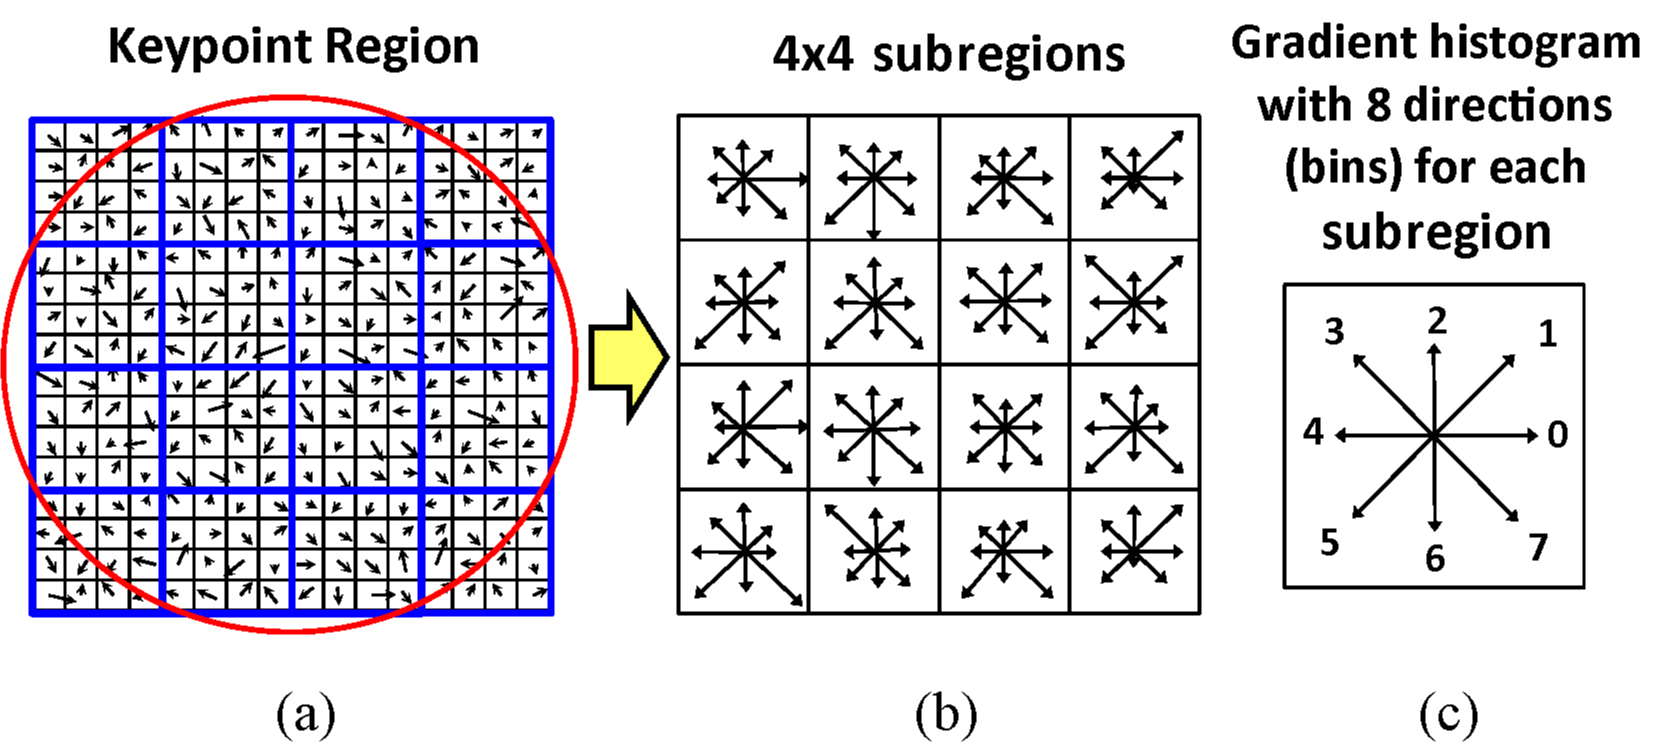 Keypoint Region
4x4 subregions
Gradient histogram
with 8 directions
(bins) for each
subregion
3 2 1
4 0
5 6 7
(a) (b) (c)